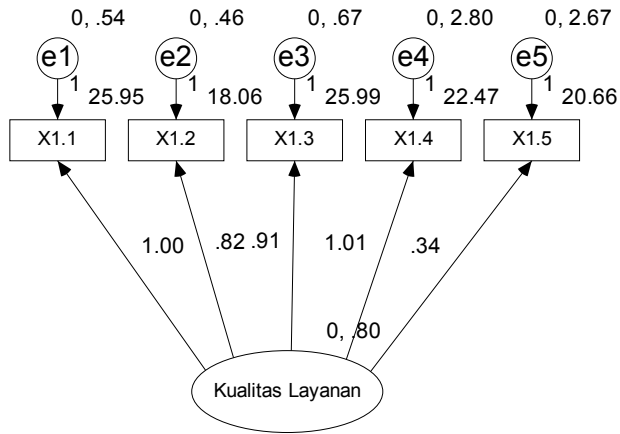 0, .54 0, .46 0, .67 0, 2.80 0, 2.67
e1 e2 e3 e4 e5
1 1 1 1 1
25.95 18.06 25.99 22.47 20.66
X1.1 X1.2 X1.3 X1.4 X1.5
1.00 .82 .91 1.01 .34
0, .80
Kualitas Layanan